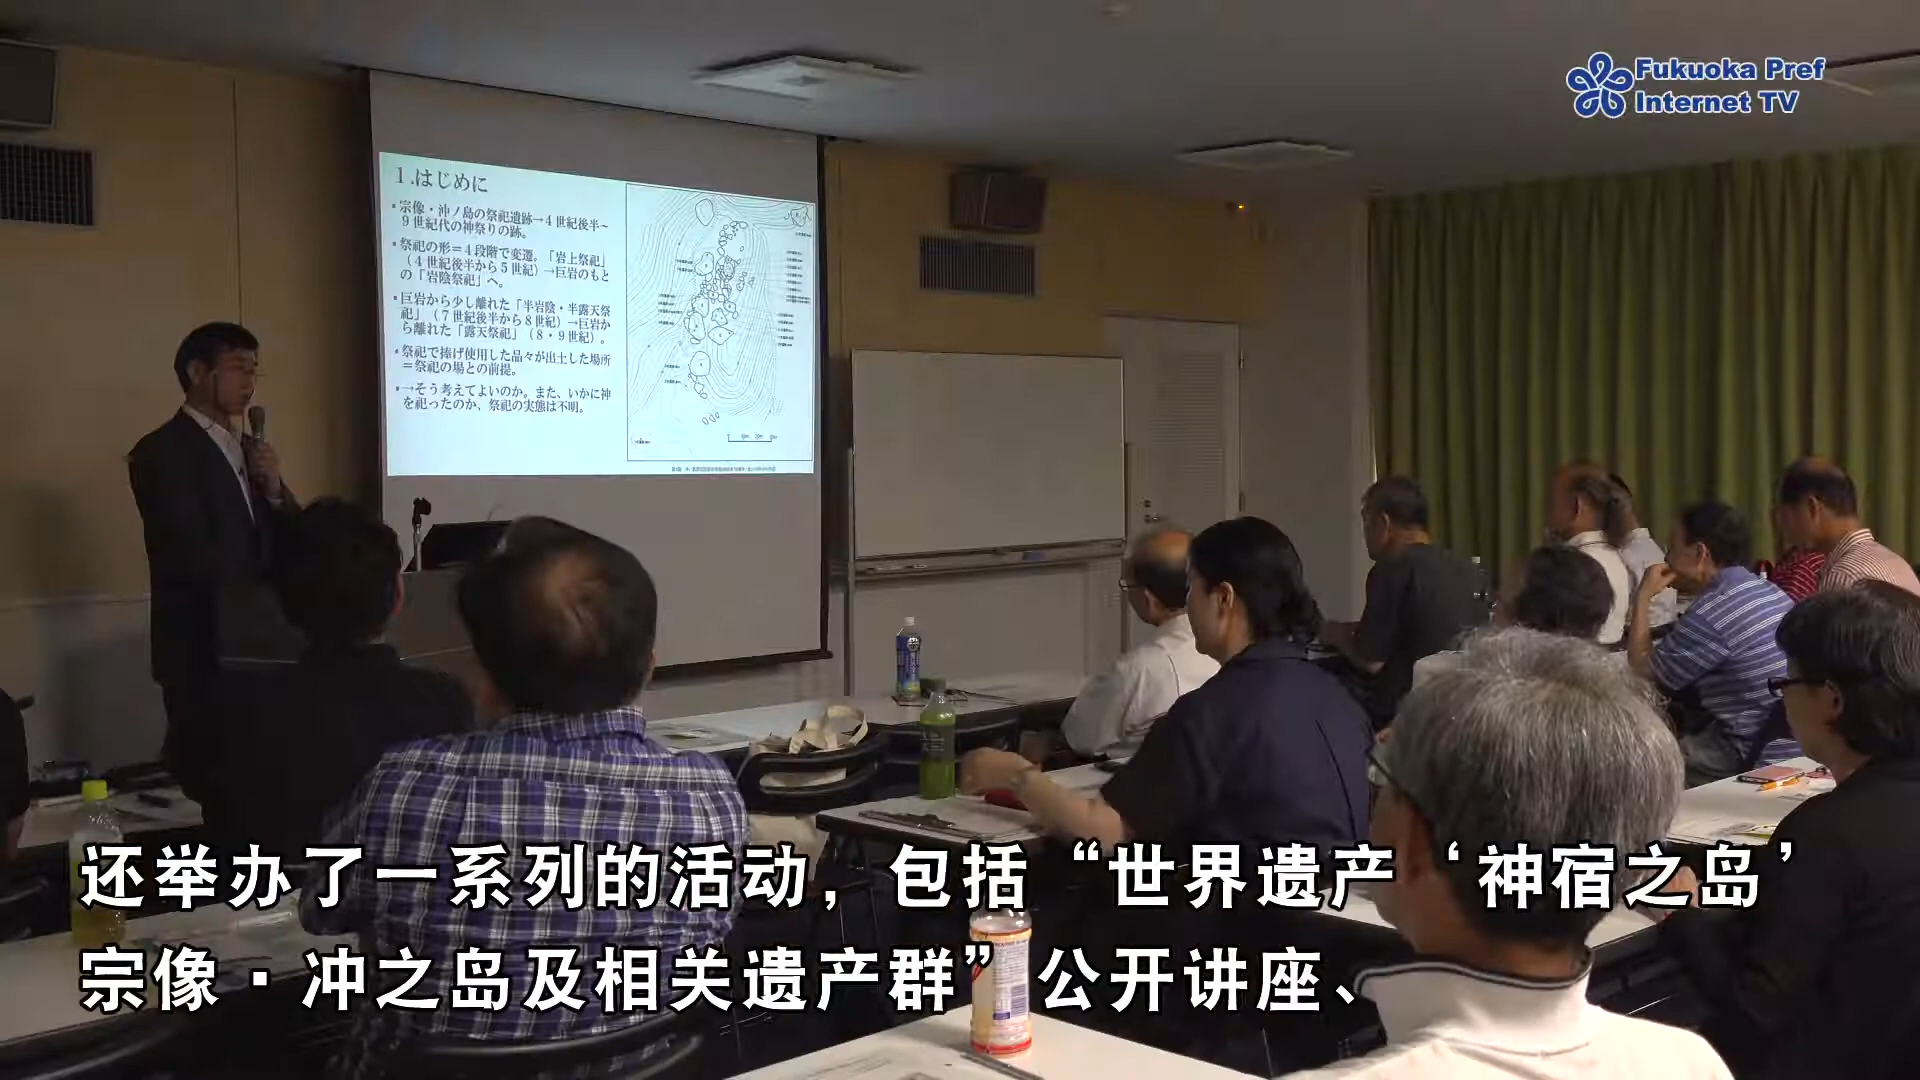 Fukuoka Pref
Internet TV
1.はじめに
▪宗像・沖ノ島の祭祀遺跡→4世紀後半~
9世紀代の神祭りの跡。
▪祭祀の形=4段階で変遷。「岩上祭祀」
(4世紀後半から5世紀)→巨岩のもと
の「岩陰祭祀」へ。
▪巨岩から少し離れた「半岩陰・半露天祭
祀」(7世紀後半から8世紀)→巨岩か
ら離れた「露天祭祀」(8・9世紀)。
▪祭祀で捧げ使用した品々が出土した場所
=祭祀の場との前提。
▪→そう考えてよいのか。また、いかに神
を祀ったのか、祭祀の実態は不明。
还举办了一系列的活动，包括“世界遗产‘神宿之岛’
宗像·冲之岛及相关遗产群”公开讲座、